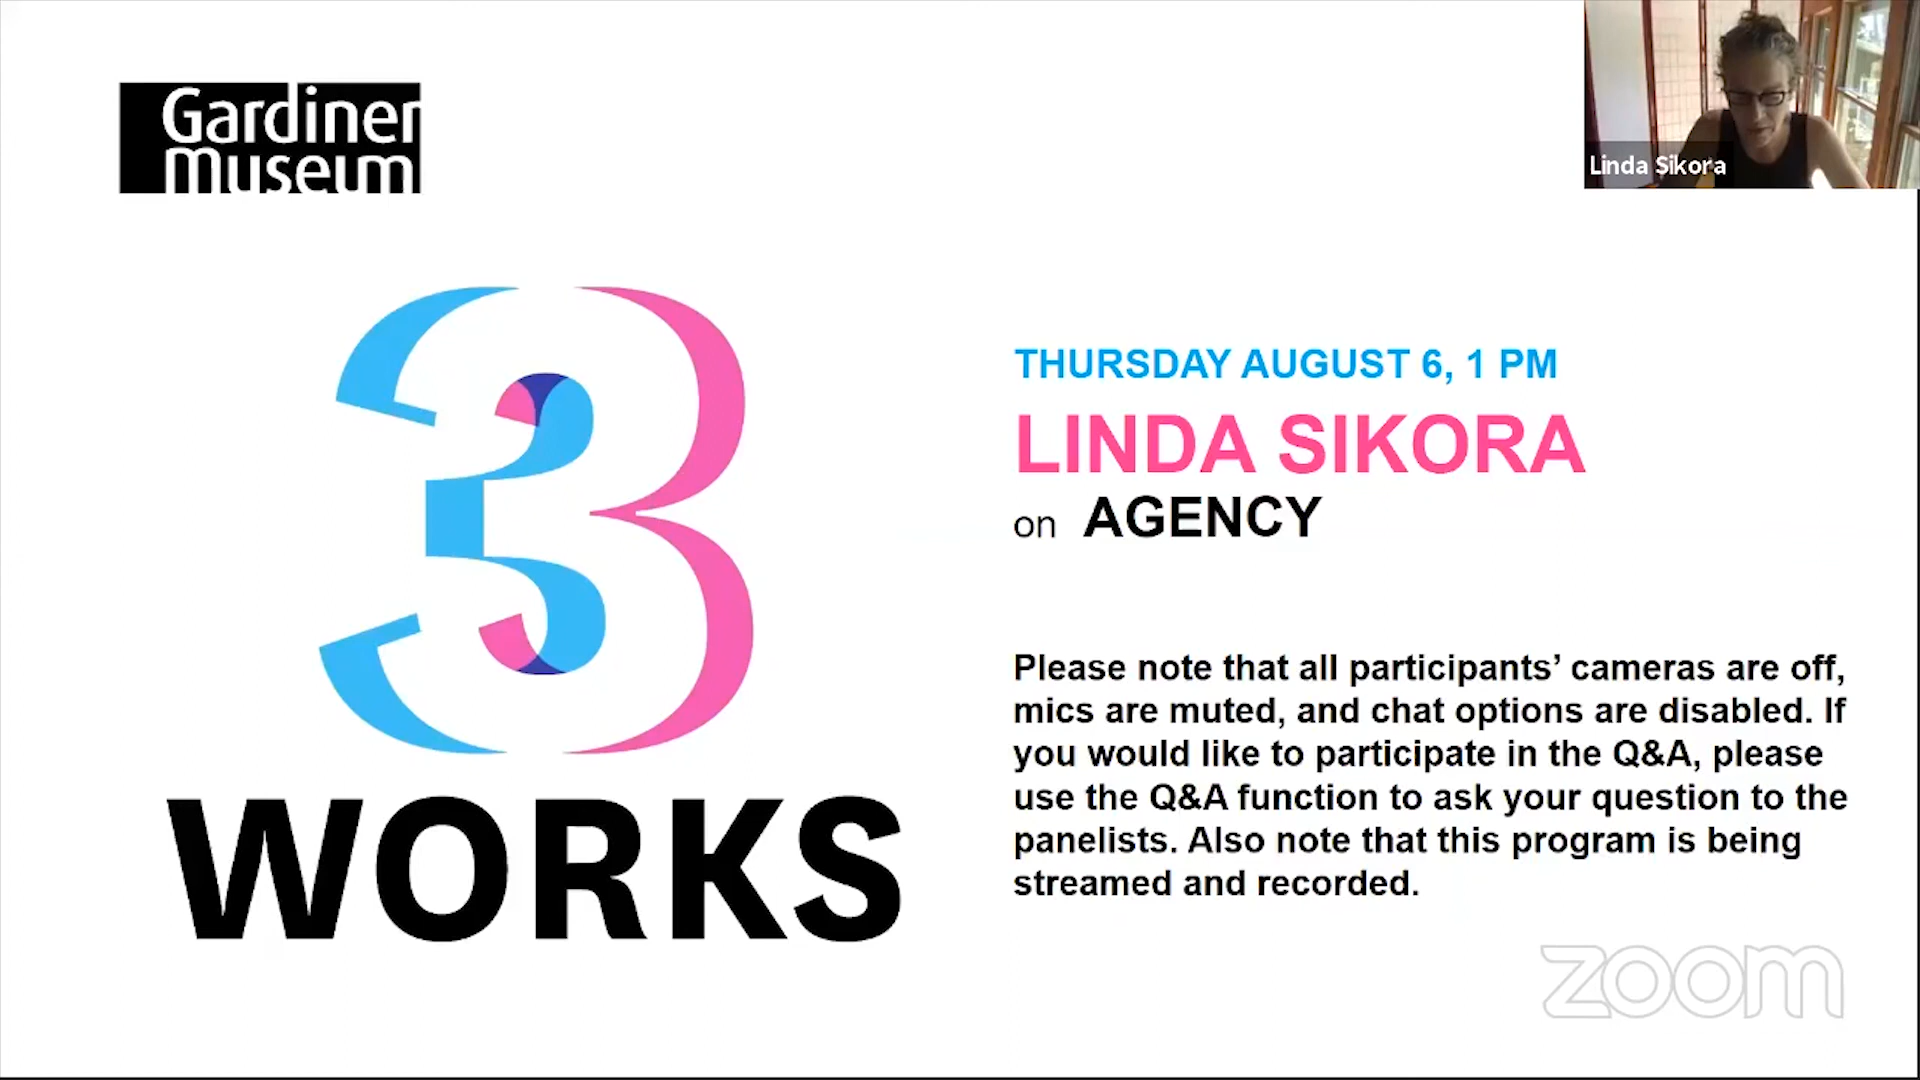 Gardiner
museum
Linda Sikora
3
WORKS
THURSDAY AUGUST 6, 1 PM
LINDA SIKORA
on AGENCY
Please note that all participants’ cameras are off,
mics are muted, and chat options are disabled. If
you would like to participate in the Q&A, please
use the Q&A function to ask your question to the
panelists. Also note that this program is being
streamed and recorded.
zoom